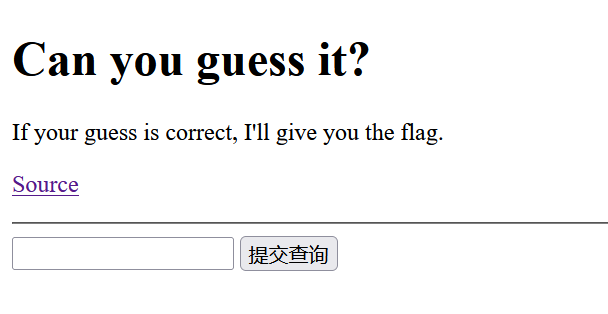 Can you guess it?
If your guess is correct, I'll give you the flag.
Source
提交查询